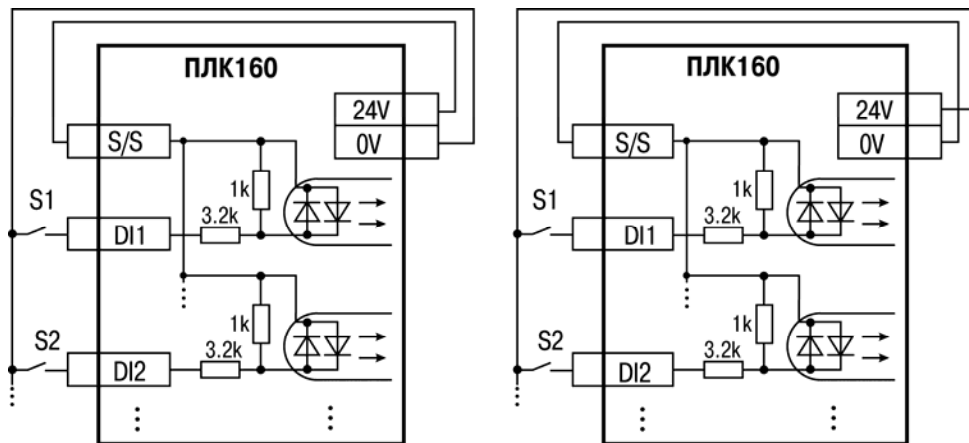 ПЛК160
24V
0V
S/S
1k
S1
3.2k
DI1
1k
S2
3.2k
DI2
ПЛК160
24V
0V
S/S
1k
S1
3.2k
DI1
1k
S2
3.2k
DI2